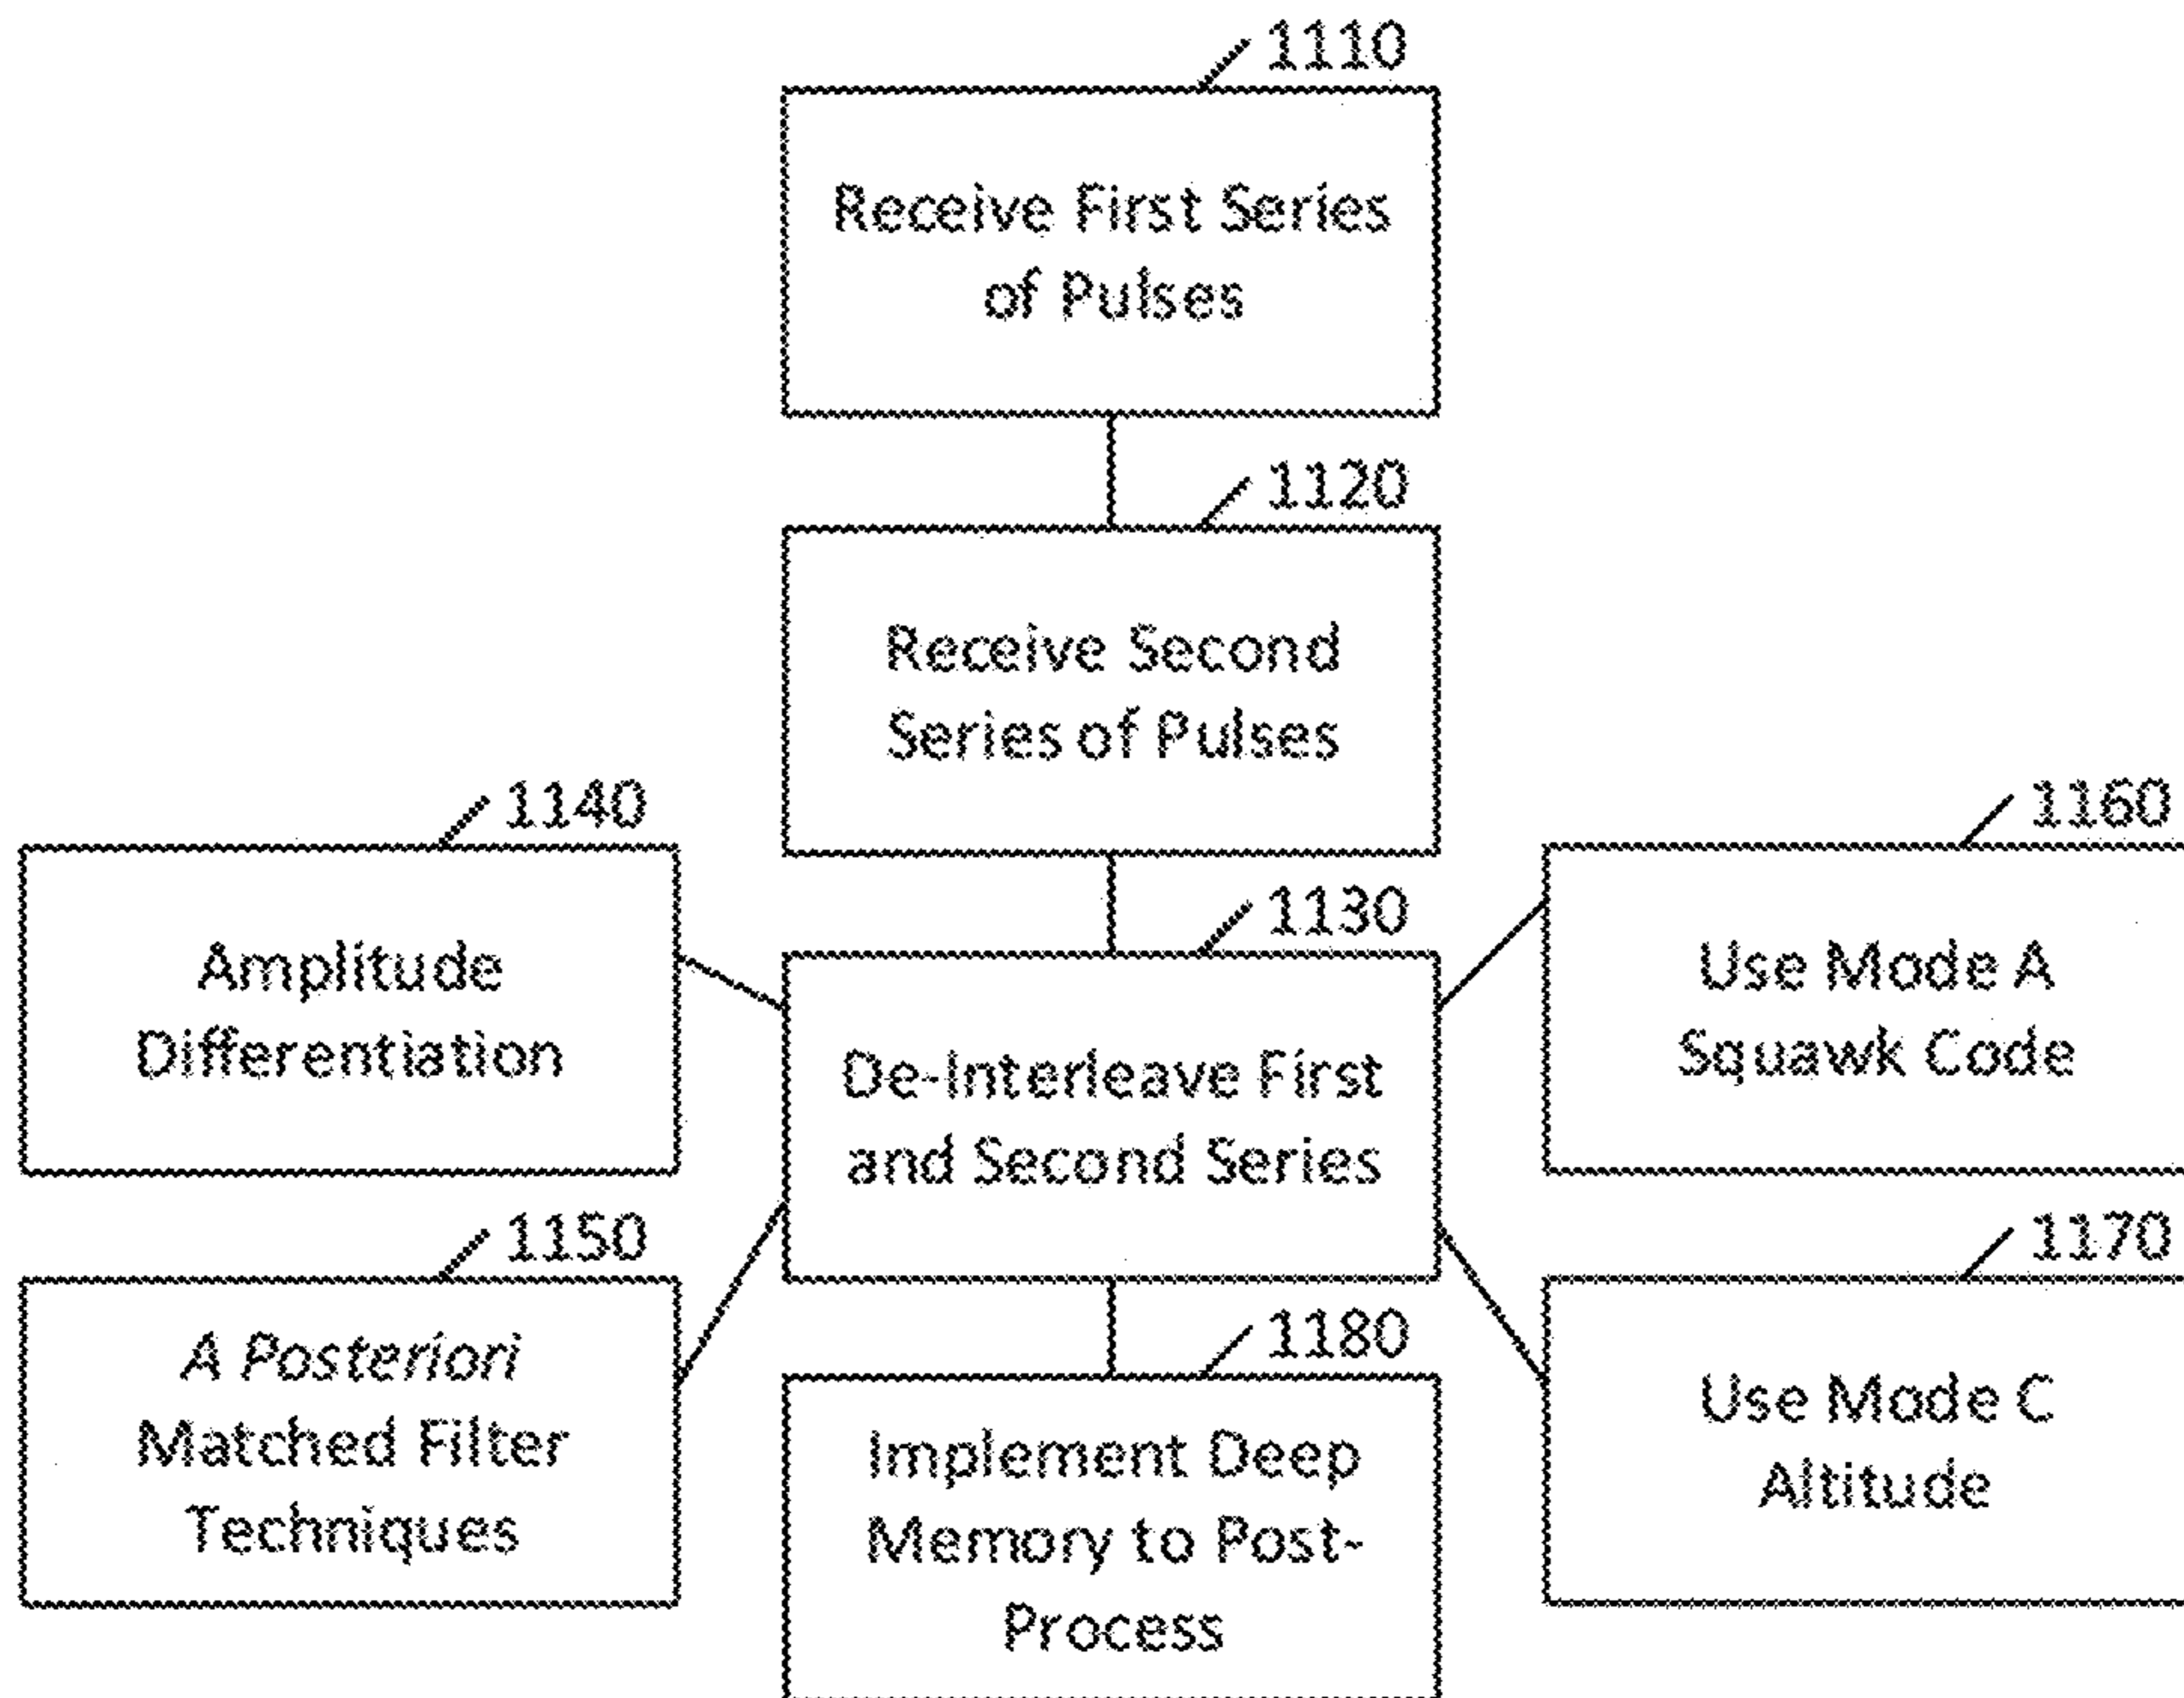 1110
Receive First Series
of Pulses
1120
Receive Second
Series of Pulses
1140
Amplitude
Differentiation
1130
De-Interleave First
and Second Series
1160
Use Mode A
Squawk Code
1150
A Posteriori
Matched Filter
Techniques
1180
Implement Deep
Memory to Post-
Process
1170
Use Mode C
Altitude